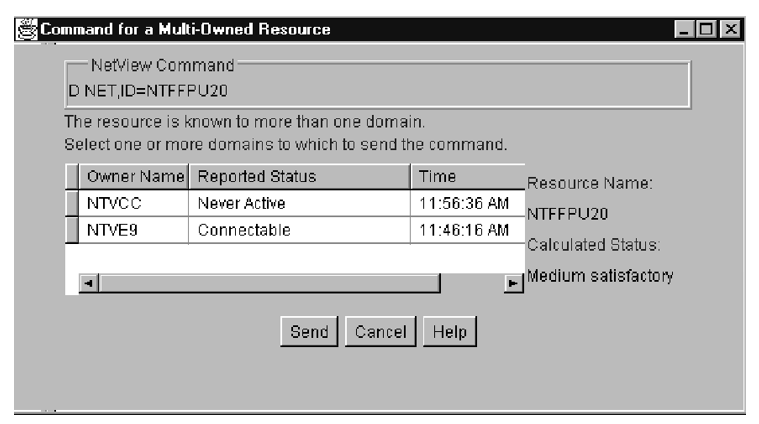 Command for a Multi-Owned Resource
NetView Command
D NET,ID=NTFFPU20
The resource is known to more than one domain.
Select one or more domains to which to send the command.
Owner Name Reported Status Time
NTVCC Never Active 11:56:36 AM
NTVE9 Connectable 11:46:16 AM
Resource Name:
NTFFPU20
Calculated Status:
Medium satisfactory
Send Cancel Help